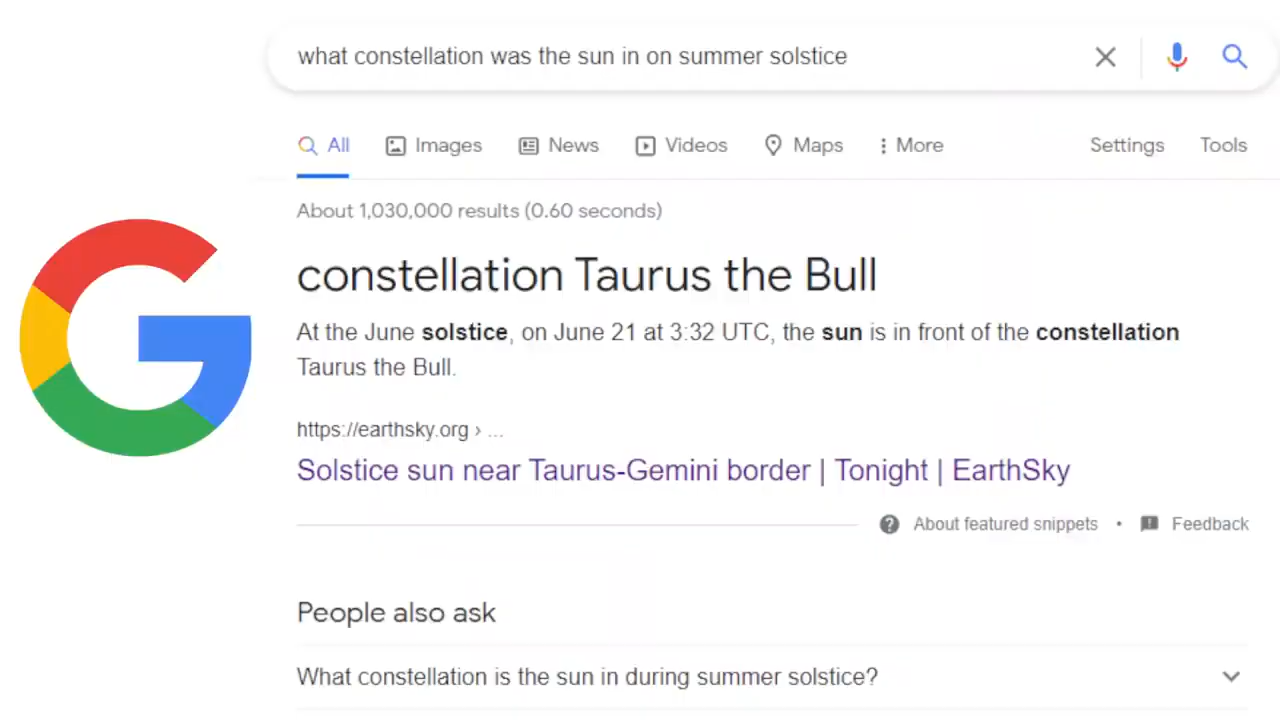 what constellation was the sun in on summer solstice
All Images News Videos Maps More Settings Tools
About 1,030,000 results (0.60 seconds)
constellation Taurus the Bull
At the June solstice, on June 21 at 3:32 UTC, the sun is in front of the constellation
Taurus the Bull.
https://earthsky.org › ...
Solstice sun near Taurus-Gemini border | Tonight | EarthSky
About featured snippets • Feedback
People also ask
What constellation is the sun in during summer solstice?